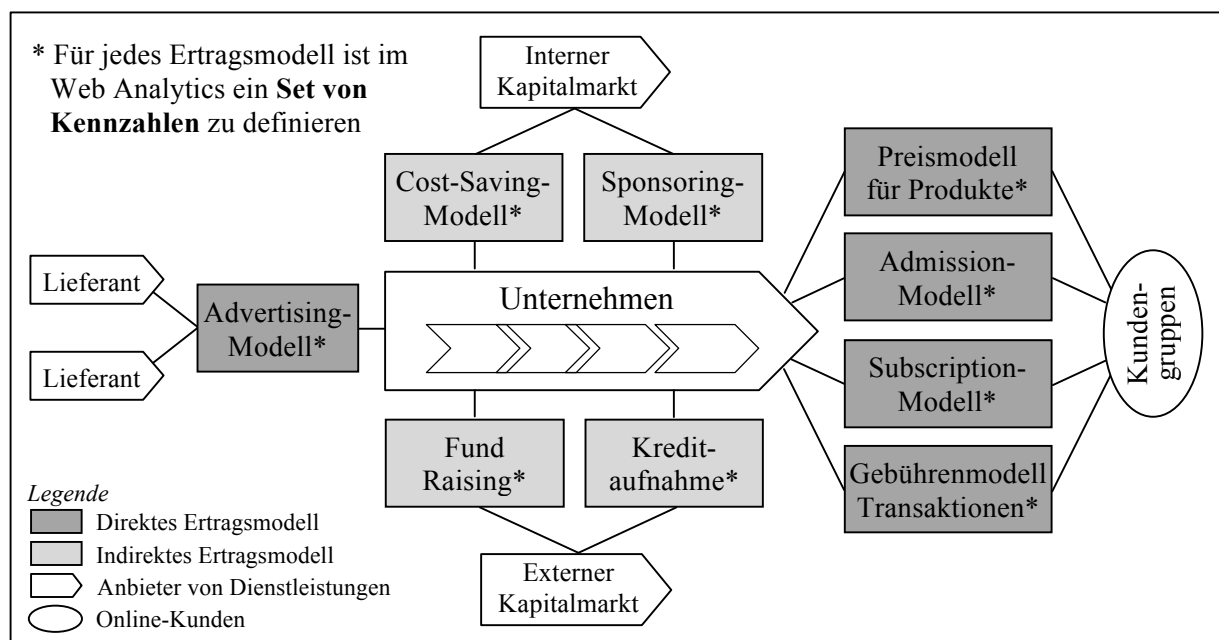 * Für jedes Ertragsmodell ist im
Web Analytics ein Set von
Kennzahlen zu definieren
Interner
Kapitalmarkt
Cost-Saving-
Modell*
Sponsoring-
Modell*
Preismodell
für Produkte*
Admission-
Modell*
Subscription-
Modell*
Gebührenmodell
Transaktionen*
Kunden-
gruppen
Lieferant
Lieferant
Advertising-
Modell*
Unternehmen
Fund
Raising*
Kredit-
aufnahme*
Externer
Kapitalmarkt
Legende
Direktes Ertragsmodell
Indirektes Ertragsmodell
Anbieter von Dienstleistungen
Online-Kunden